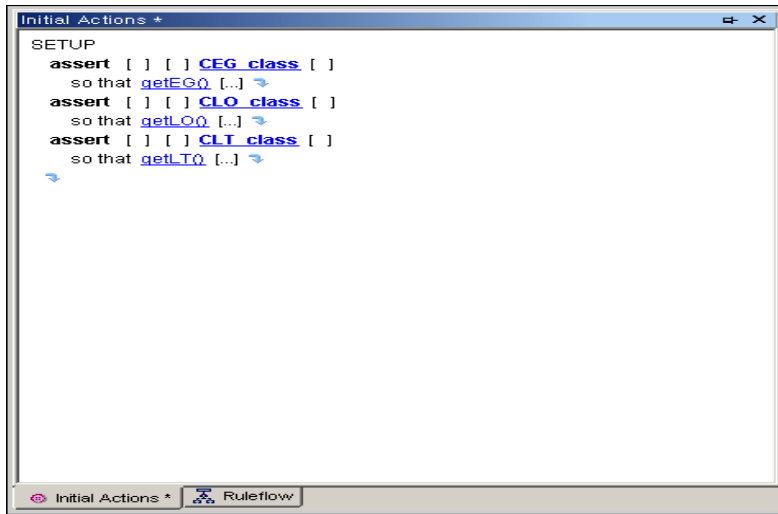 Initial Actions *
SETUP
assert [ ] [ ] CEG class [ ]
so that getEG() [...]
assert [ ] [ ] CLO class [ ]
so that getLO() [...]
assert [ ] [ ] CLT class [ ]
so that getLT() [...]
Initial Actions * Ruleflow